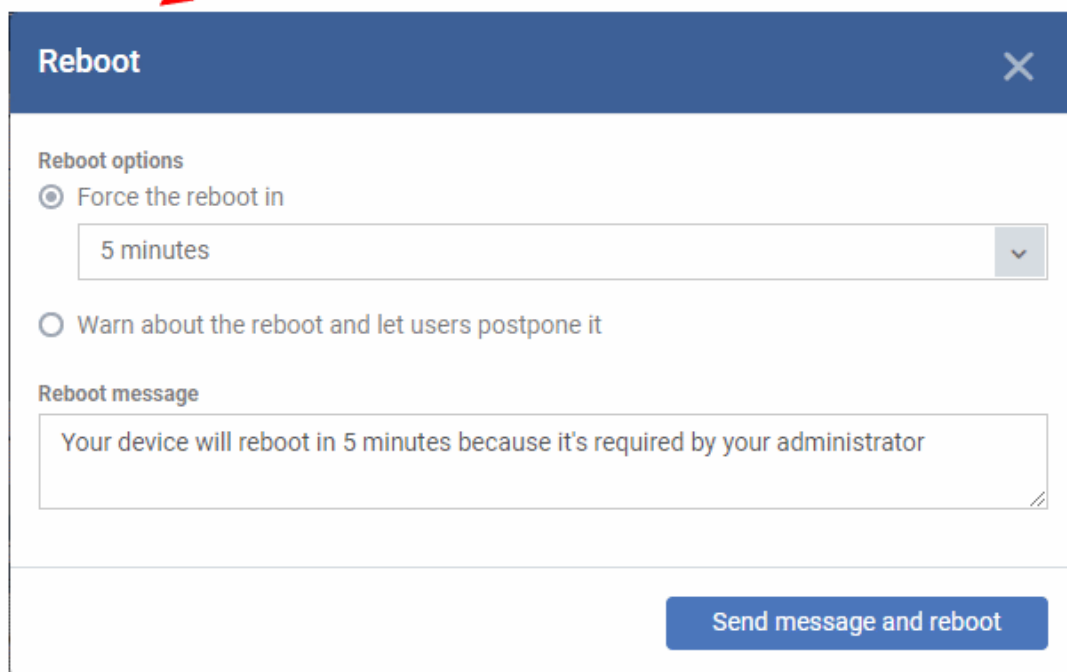 Reboot
Reboot options
Force the reboot in
5 minutes
Warn about the reboot and let users postpone it
Reboot message
Your device will reboot in 5 minutes because it's required by your administrator
Send message and reboot